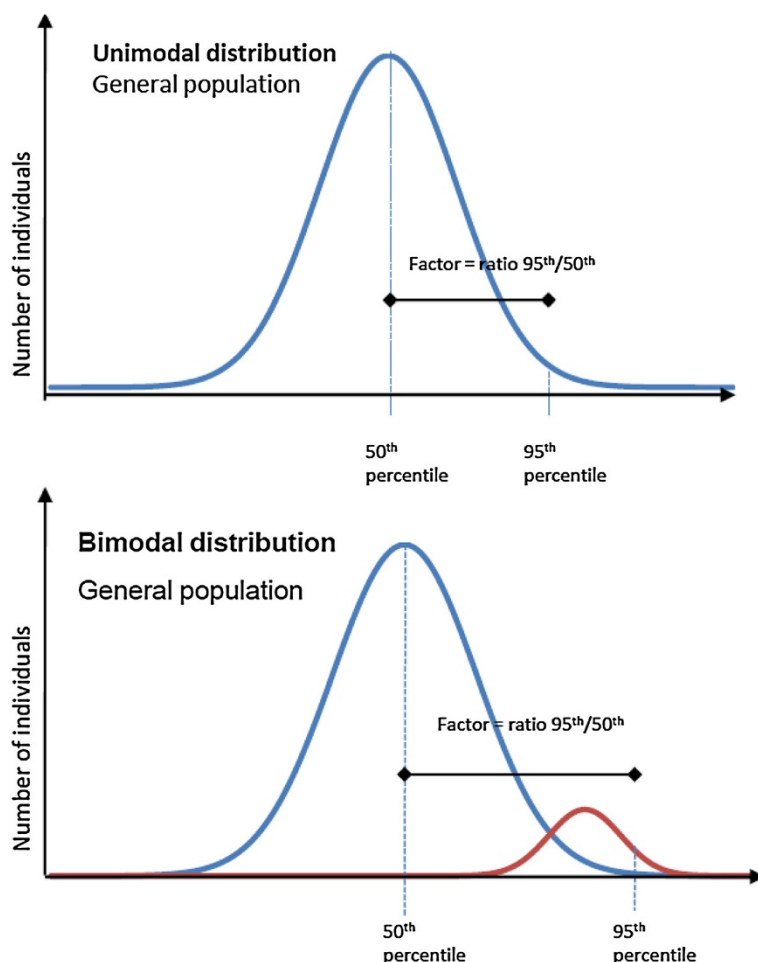 Unimodal distribution
General population
Number of individuals
Factor = ratio 95th/50th
50th
percentile
95th
percentile
Bimodal distribution
General population
Number of individuals
Factor = ratio 95th/50th
50th
percentile
95th
percentile